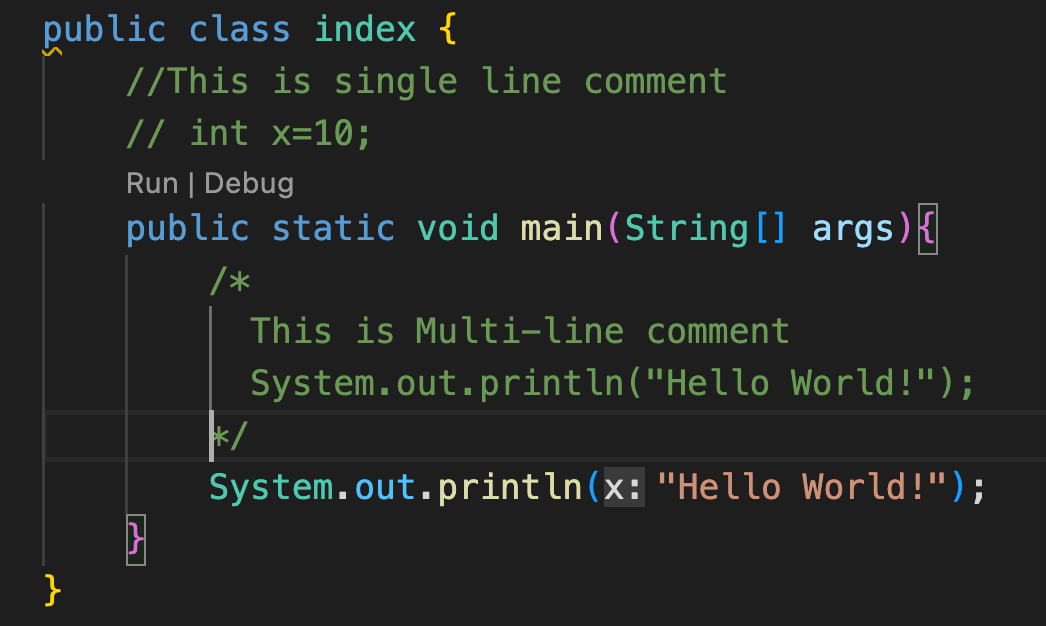 public class index {
//This is single line comment
// int x=10;
Run | Debug
public static void main(String[] args){
/*
This is Multi-line comment
System.out.println("Hello World!");
*/
System.out.println(x: "Hello World!");
}
}